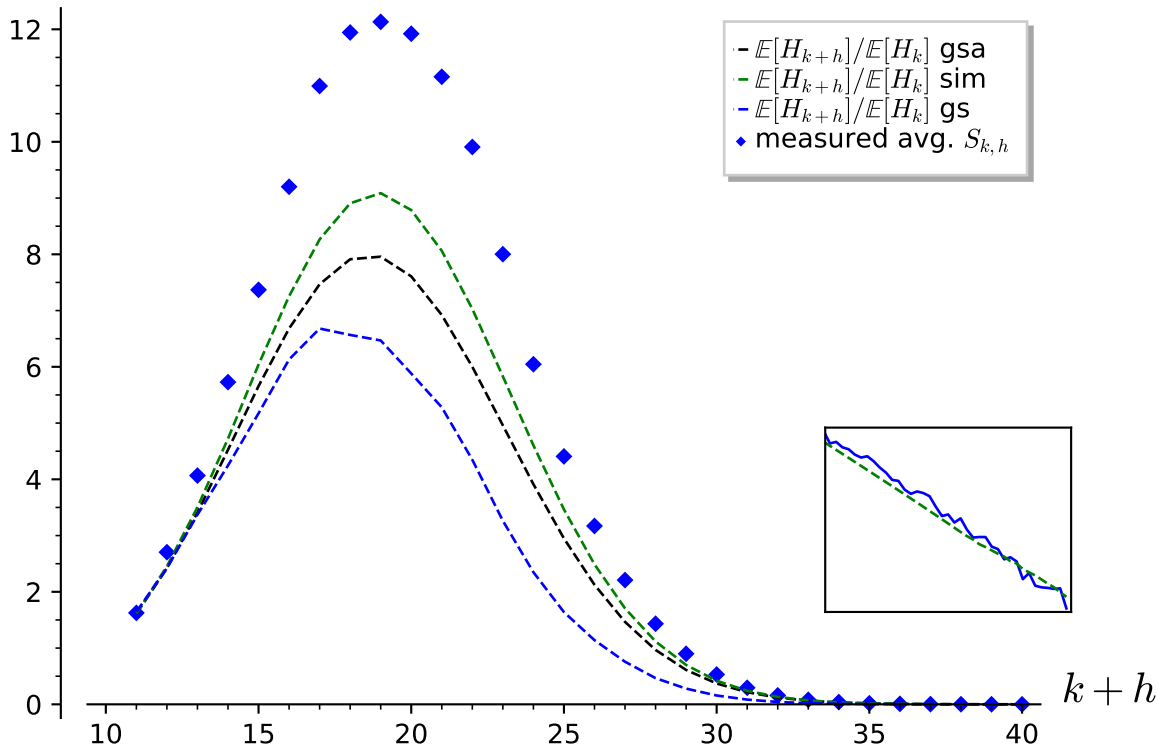 12
10
8
6
4
2
0
𝔼[H_{k+h}]/𝔼[H_k] gsa
𝔼[H_{k+h}]/𝔼[H_k] sim
𝔼[H_{k+h}]/𝔼[H_k] gs
measured avg. S_{k,h}
k + h
10 15 20 25 30 35 40